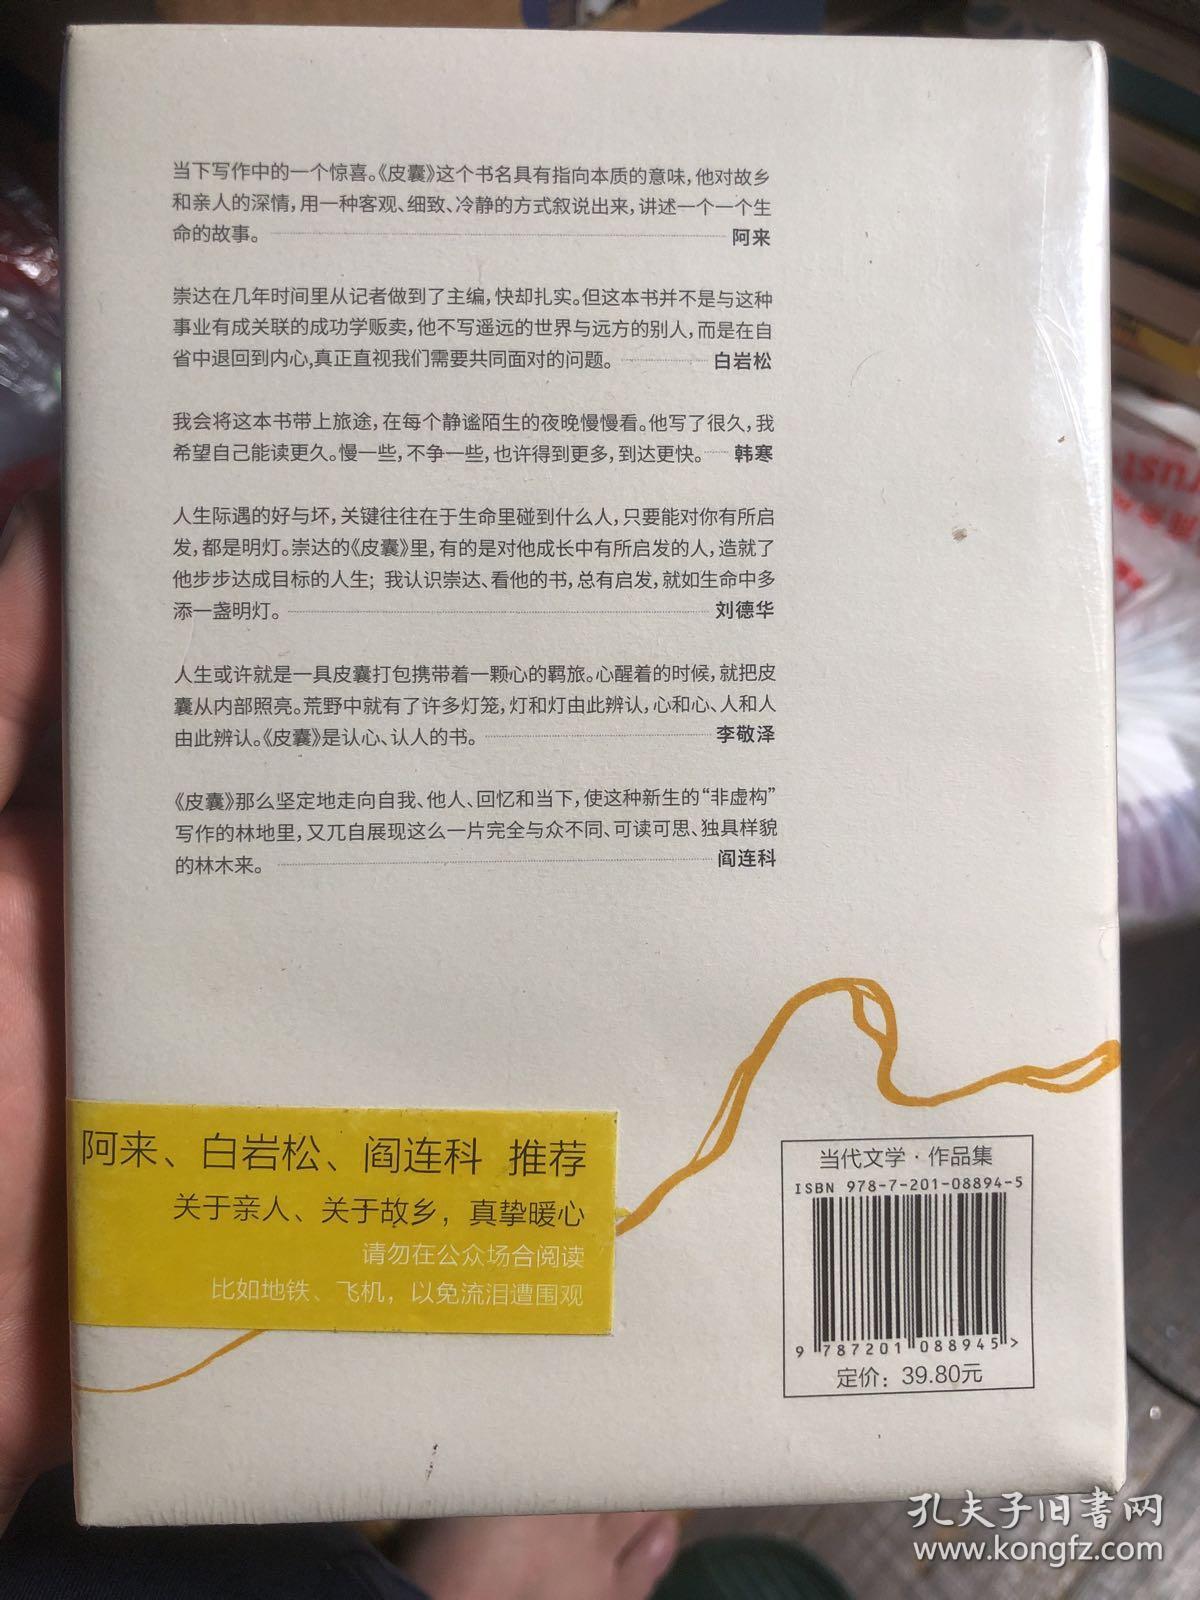 当下写作中的一个惊喜。《皮囊》这个书名具有指向本质的意味，他对故乡
和亲人的深情，用一种客观、细致、冷静的方式叙说出来，讲述一个一个生
命的故事。 阿来
崇达在几年时间里从记者做到了主编，快却扎实。但这本书并不是与这种
事业有成关联的成功学贩卖，他不写遥远的世界与远方的别人，而是在自
省中退回到内心,真正直视我们需要共同面对的问题。 白岩松
我会将这本书带上旅途，在每个静谧陌生的夜晚慢慢看。他写了很久，我
希望自己能读更久。慢一些，不争一些，也许得到更多，到达更快。 韩寒
人生际遇的好与坏，关键往往在于生命里碰到什么人，只要能对你有所启
发，都是明灯。崇达的《皮囊》里，有的是对他成长中有所启发的人，造就了
他步步达成目标的人生；我认识崇达、看他的书，总有启发，就如生命中多
添一盏明灯。 刘德华
人生或许就是一具皮囊打包携带着一颗心的羁旅。心醒着的时候，就把皮
囊从内部照亮。荒野中就有了许多灯笼，灯和灯由此辨认，心和心、人和人
由此辨认。《皮囊》是认心、认人的书。 李敬泽
《皮囊》那么坚定地走向自我、他人、回忆和当下，使这种新生的“非虚构”
写作的林地里，又兀自展现这么一片完全与众不同、可读可思、独具样貌
的林木来。 阎连科
阿来、白岩松、阎连科 推荐
关于亲人、关于故乡，真挚暖心
请勿在公众场合阅读
比如地铁、飞机，以免流泪遭围观
当代文学·作品集
ISBN 978-7-201-08894-5
9 787201 088945>
定价：39.80元
孔夫子旧书网
www.kongfz.com